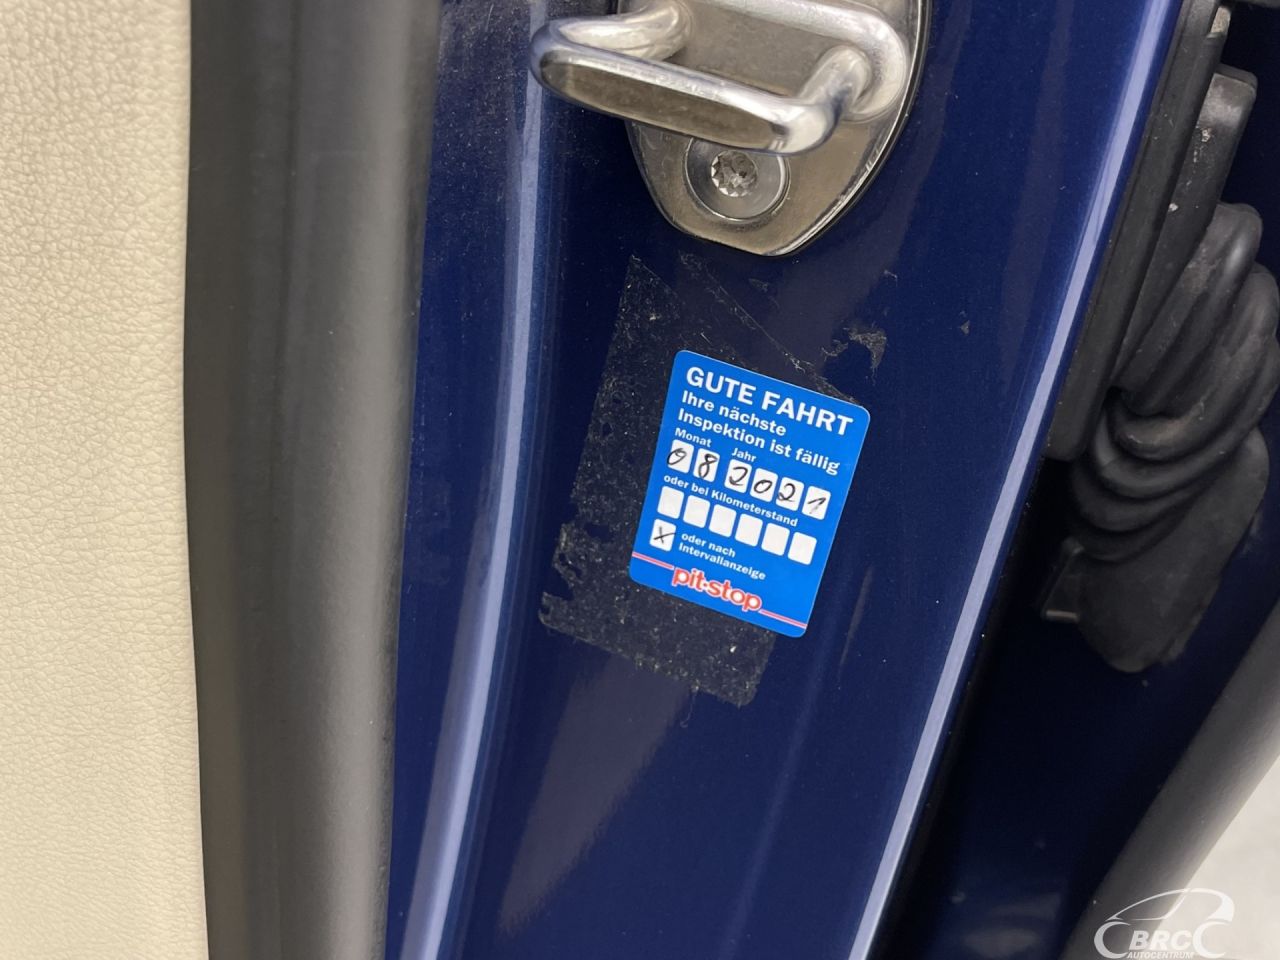 GUTE FAHRT
Ihre nächste
Inspektion ist fällig
Monat Jahr
08 2021
oder bei Kilometerstand
x oder nach
Intervallanzeige
pit-stop
BRC
AUTOCENTRUM